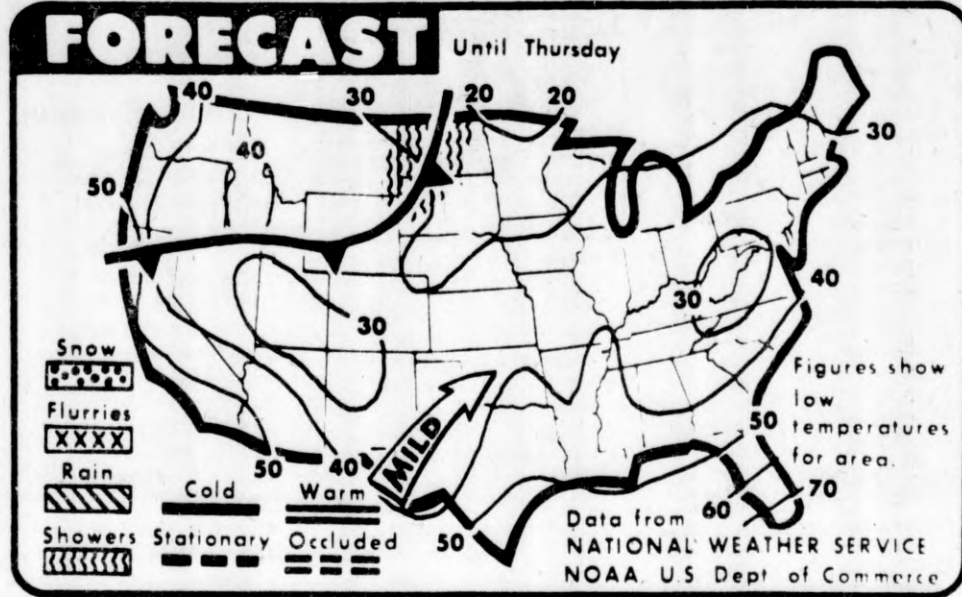 FORECAST Until Thursday
40 30 20 20
30
40
50
40
30
30
Snow
Flurries
XXXX
Rain
Showers
Cold
Warm
Stationary
Occluded
MILD
50 40
50
50
60
70
Figures show
low
temperatures
for area.
Data from
NATIONAL WEATHER SERVICE
NOAA, U.S. Dept of Commerce